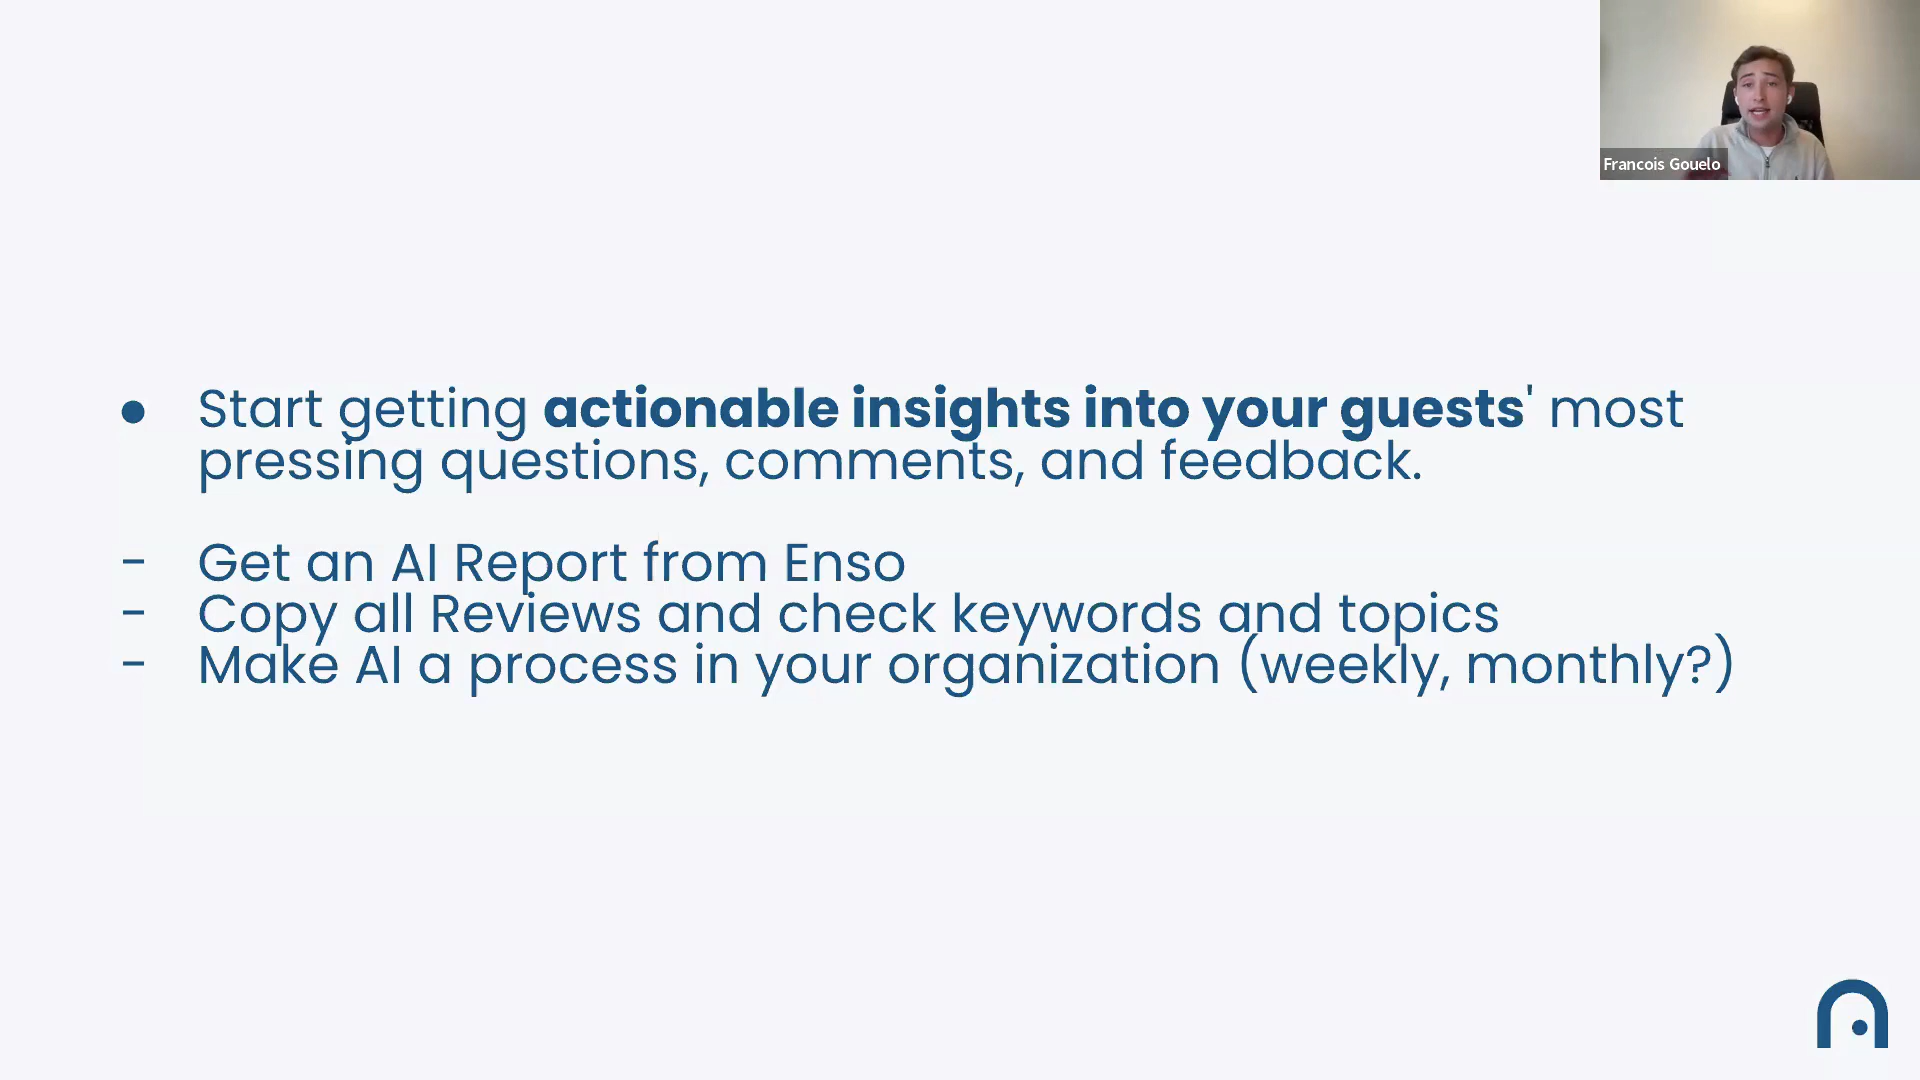 Francois Gouelo
● Start getting actionable insights into your guests' most
pressing questions, comments, and feedback.
- Get an AI Report from Enso
- Copy all Reviews and check keywords and topics
- Make AI a process in your organization (weekly, monthly?)